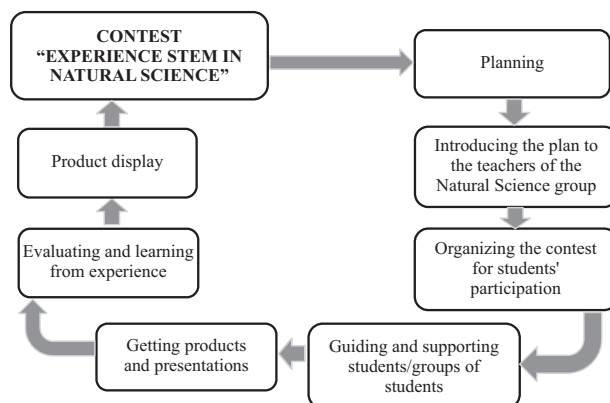 CONTEST
“EXPERIENCE STEM IN
NATURAL SCIENCE”
Planning
Introducing the plan to
the teachers of the
Natural Science group
Organizing the contest
for students'
participation
Guiding and supporting
students/groups of
students
Getting products
and presentations
Evaluating and learning
from experience
Product display